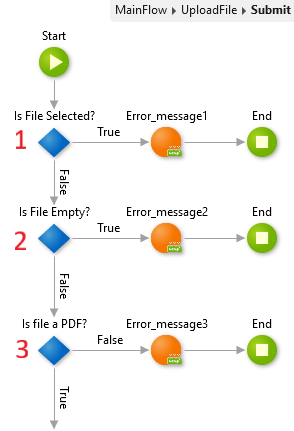 MainFlow ▸ UploadFile ▸ Submit
Start
Is File Selected?
Error_message1
End
1
True
False
Is File Empty?
Error_message2
End
2
True
False
Is file a PDF?
Error_message3
End
3
False
True